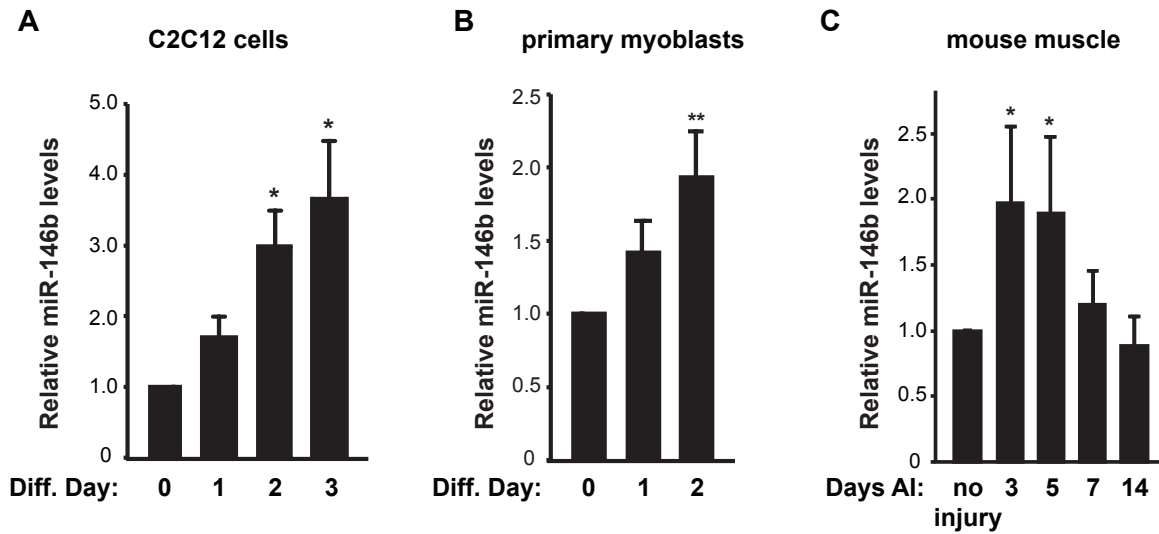 A
C2C12 cells
Relative miR-146b levels
5.0
4.0
3.0
2.0
1.0
0
*
*
Diff. Day: 0 1 2 3
B
primary myoblasts
Relative miR-146b levels
2.5
2.0
1.5
1.0
0.5
0
**
Diff. Day: 0 1 2
C
mouse muscle
Relative miR-146b levels
2.5
2.0
1.5
1.0
0.5
0
*
*
Days AI: no 3 5 7 14
injury